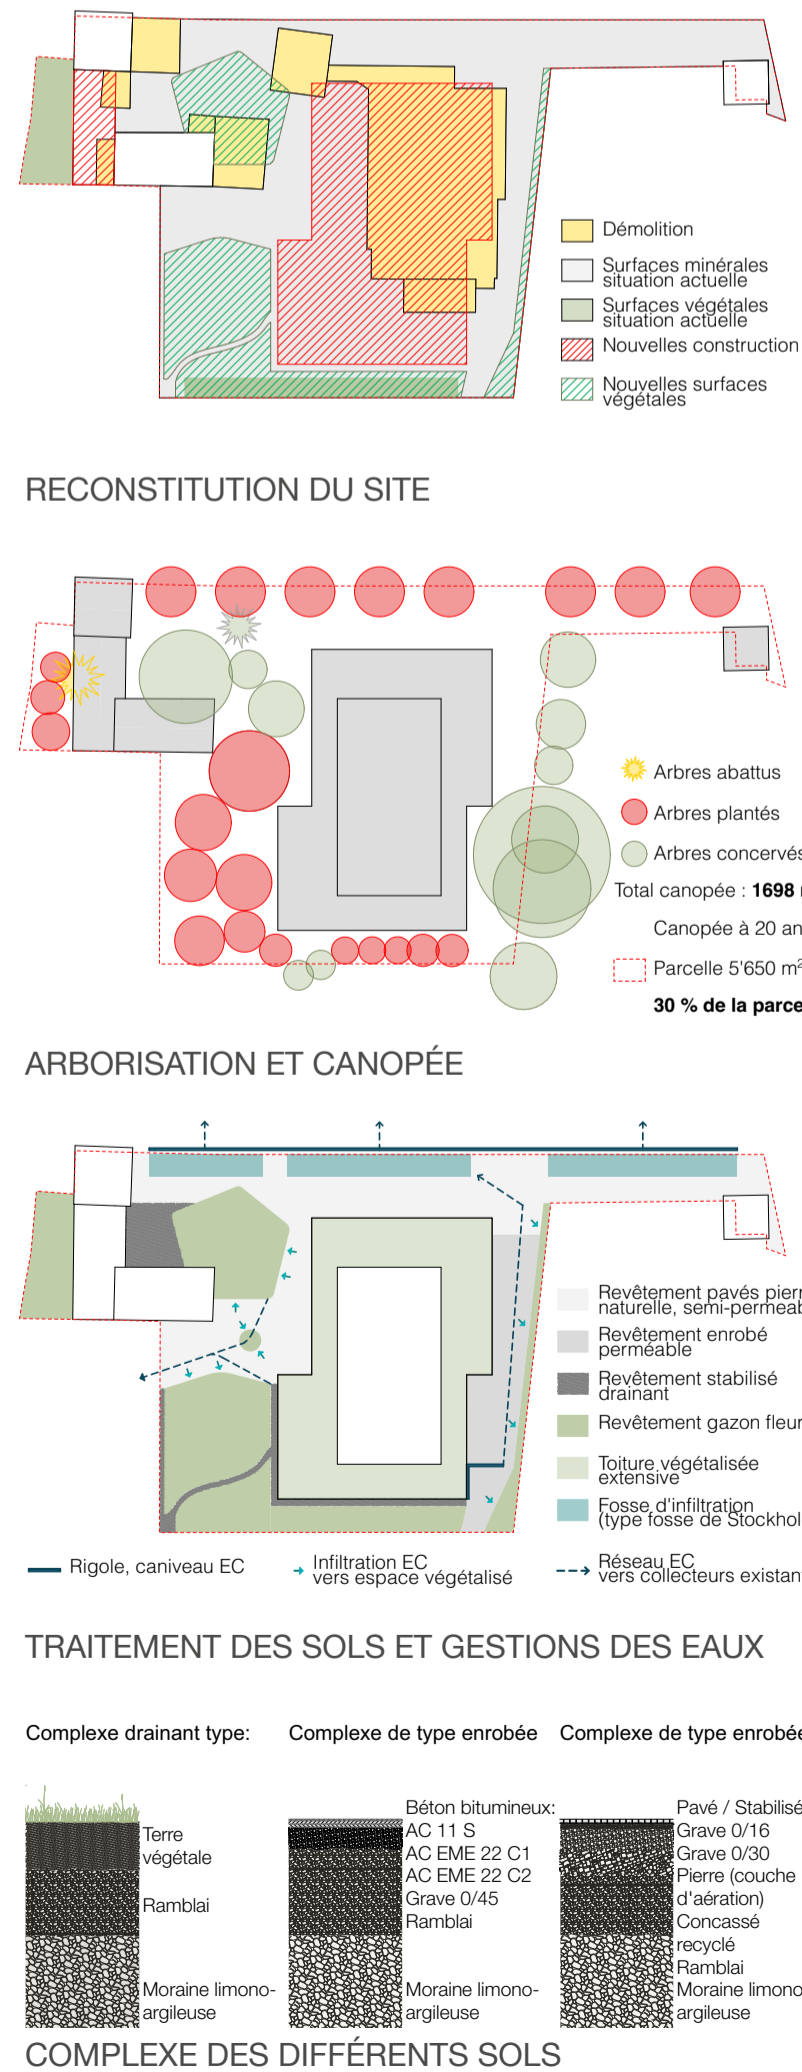 Démolition
Surfaces minérales
situation actuelle
Surfaces végétales
situation actuelle
Nouvelles construction
Nouvelles surfaces
végétales
RECONSTITUTION DU SITE
Arbres abattus
Arbres plantés
Arbres concervés
Total canopée : 1698
Canopée à 20 an
Parcelle 5'650 m²
30 % de la parce
ARBORISATION ET CANOPÉE
Revêtement pavés pierr
naturelle, semi-perméab
Revêtement enrobé
perméable
Revêtement stabilisé
drainant
Revêtement gazon fleur
Toiture végétalisée
extensive
Fosse d'infiltration
(type fosse de Stockhol
Rigole, caniveau EC
Infiltration EC
vers espace végétalisé
Réseau EC
vers collecteurs existan
TRAITEMENT DES SOLS ET GESTIONS DES EAUX
Complexe drainant type:
Terre
végétale
Ramblai
Moraine limono-
argileuse
Complexe de type enrobée
Béton bitumineux:
AC 11 S
AC EME 22 C1
AC EME 22 C2
Grave 0/45
Ramblai
Moraine limono-
argileuse
Complexe de type enrobée
Pavé / Stabilisé
Grave 0/16
Grave 0/30
Pierre (couche
d'aération)
Concassé
recyclé
Ramblai
Moraine limono
argileuse
COMPLEXE DES DIFFÉRENTS SOLS